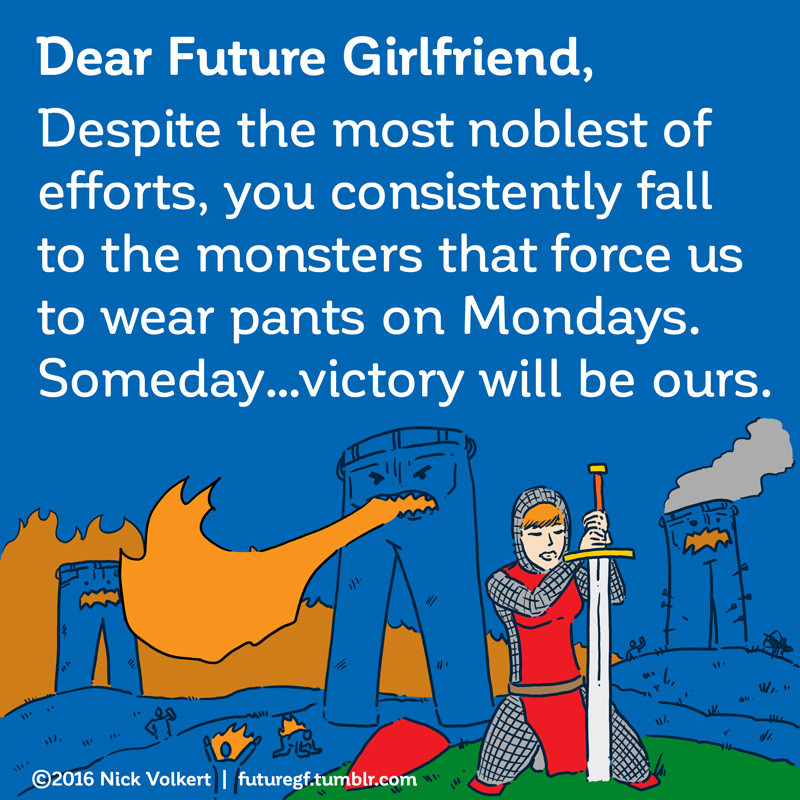 Dear Future Girlfriend,
Despite the most noblest of
efforts, you consistently fall
to the monsters that force us
to wear pants on Mondays.
Someday...victory will be ours.
©2016 Nick Volkert | futuregf.tumblr.com